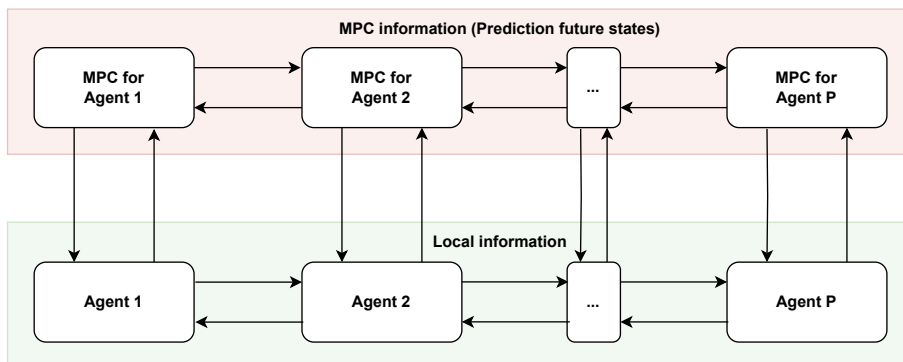 MPC information (Prediction future states)
MPC for
Agent 1
MPC for
Agent 2
...
MPC for
Agent P
Local information
Agent 1
Agent 2
...
Agent P